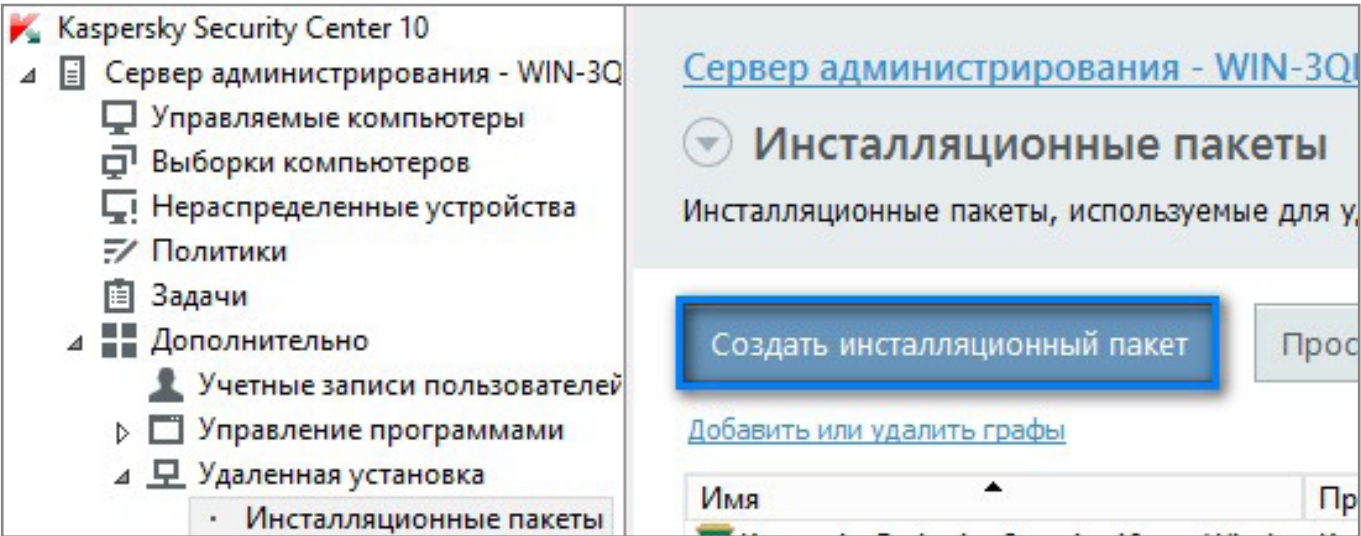 Kaspersky Security Center 10
Сервер администрирования - WIN-3Q
Управляемые компьютеры
Выборки компьютеров
Нераспределенные устройства
Политики
Задачи
Дополнительно
Учетные записи пользователей
Управление программами
Удаленная установка
Инсталляционные пакеты
Сервер администрирования - WIN-3Q
Инсталляционные пакеты
Инсталляционные пакеты, используемые для у
Создать инсталляционный пакет
Прос
Добавить или удалить графы
Имя
Пр